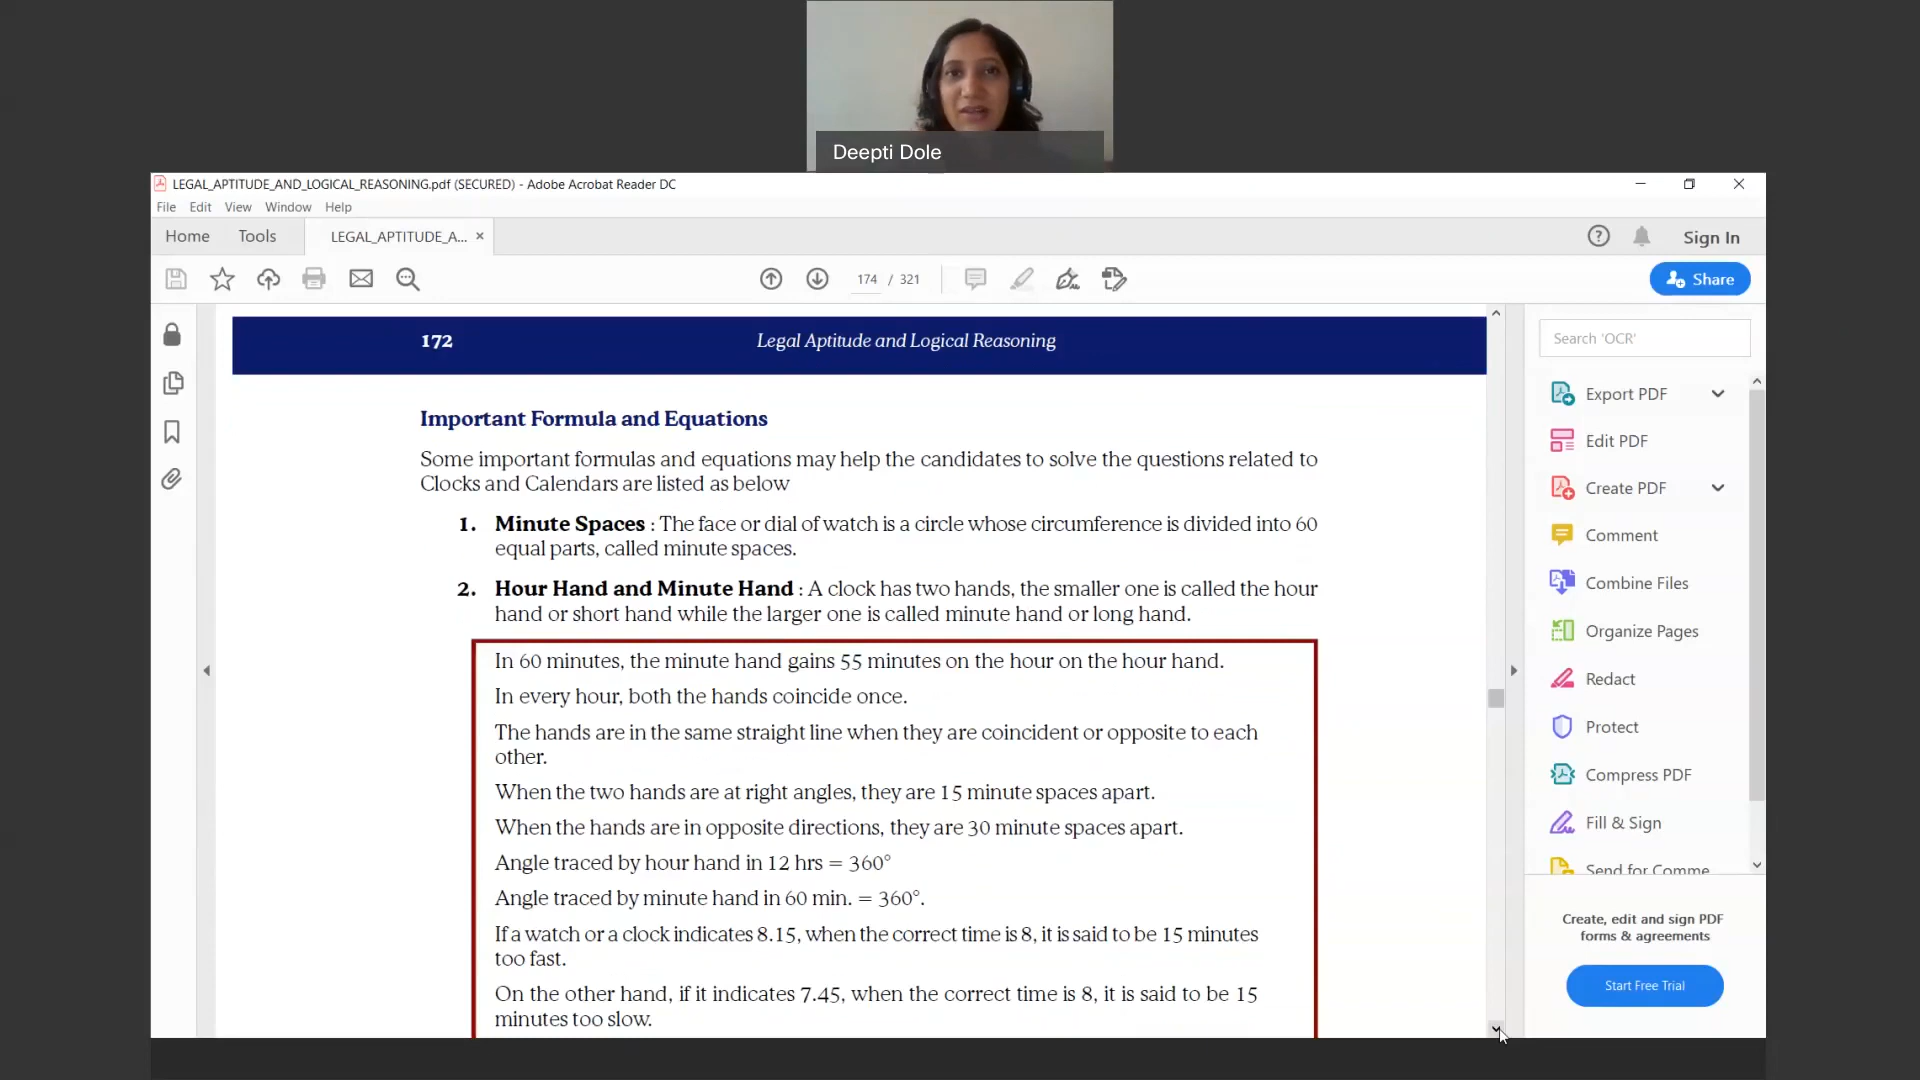 Deepti Dole
LEGAL_APTITUDE_AND_LOGICAL_REASONING.pdf (SECURED) - Adobe Acrobat Reader DC
File Edit View Window Help
Home Tools LEGAL_APTITUDE_A... × Sign In
174 / 321 Share
172 Legal Aptitude and Logical Reasoning
Important Formula and Equations
Some important formulas and equations may help the candidates to solve the questions related to
Clocks and Calendars are listed as below
1. Minute Spaces : The face or dial of watch is a circle whose circumference is divided into 60
equal parts, called minute spaces.
2. Hour Hand and Minute Hand : A clock has two hands, the smaller one is called the hour
hand or short hand while the larger one is called minute hand or long hand.
In 60 minutes, the minute hand gains 55 minutes on the hour on the hour hand.
In every hour, both the hands coincide once.
The hands are in the same straight line when they are coincident or opposite to each
other.
When the two hands are at right angles, they are 15 minute spaces apart.
When the hands are in opposite directions, they are 30 minute spaces apart.
Angle traced by hour hand in 12 hrs = 360°
Angle traced by minute hand in 60 min. = 360°.
If a watch or a clock indicates 8.15, when the correct time is 8, it is said to be 15 minutes
too fast.
On the other hand, if it indicates 7.45, when the correct time is 8, it is said to be 15
minutes too slow.
Search 'OCR'
Export PDF
Edit PDF
Create PDF
Comment
Combine Files
Organize Pages
Redact
Protect
Compress PDF
Fill & Sign
Send for Comme
Create, edit and sign PDF
forms & agreements
Start Free Trial